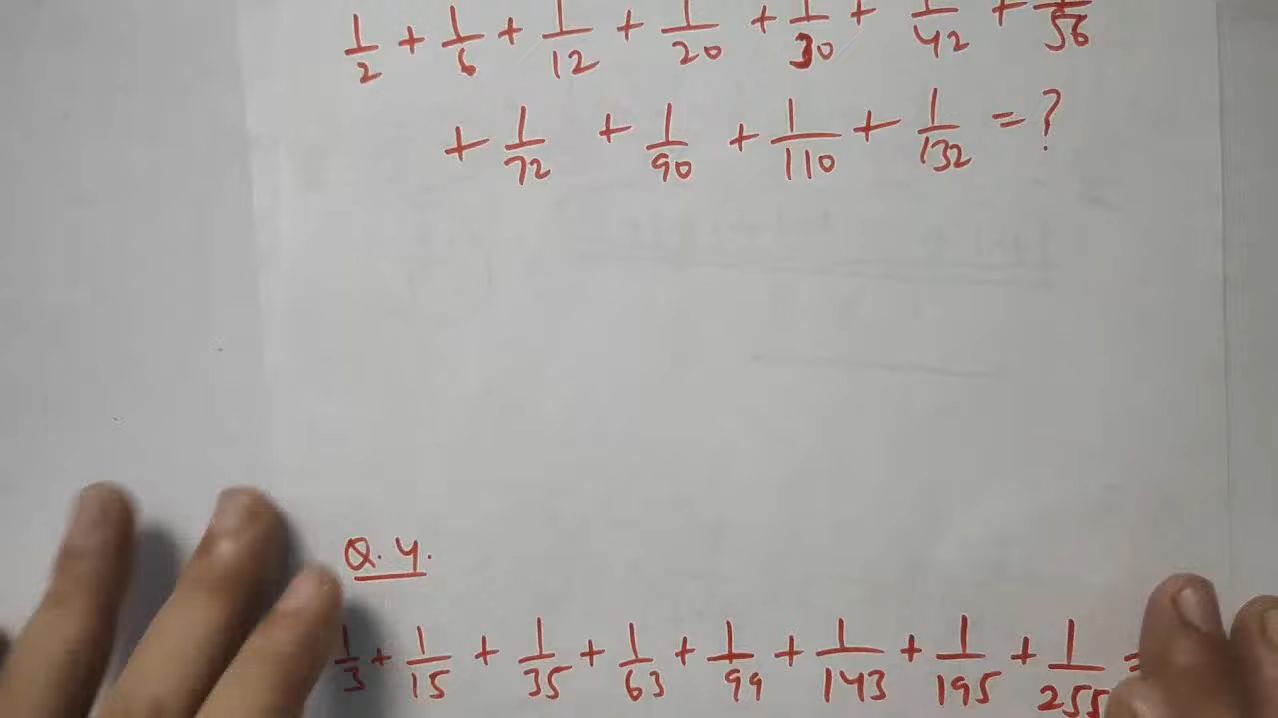 1/2 + 1/6 + 1/12 + 1/20 + 1/30 + 1/42 + 1/56
+ 1/72 + 1/90 + 1/110 + 1/132 = ?
Q. 4.
1/3 + 1/15 + 1/35 + 1/63 + 1/99 + 1/143 + 1/195 + 1/255 =